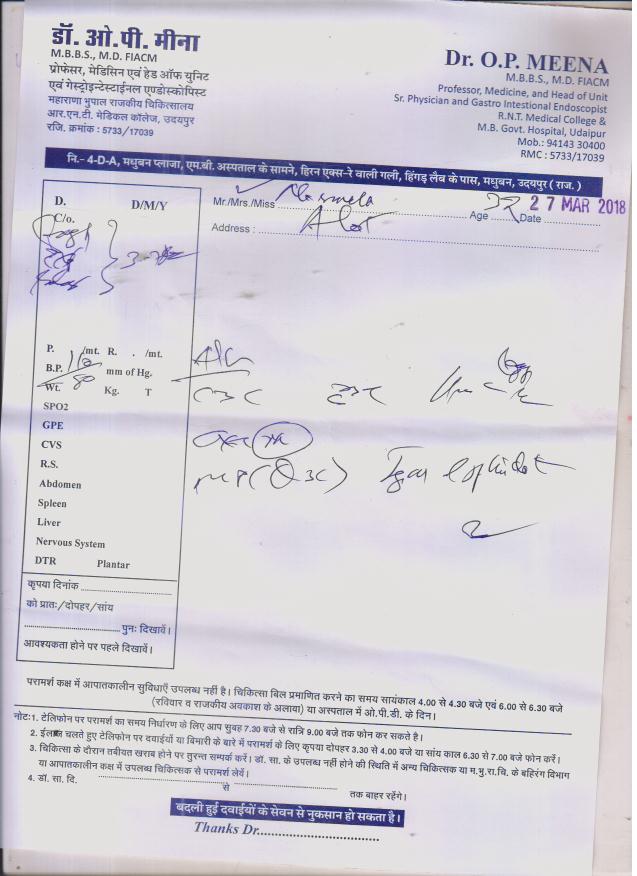 डॉ. ओ.पी. मीना
M.B.B.S., M.D. FIACM
प्रोफेसर, मेडिसिन एवं हेड ऑफ युनिट
एवं गेस्ट्रोइन्टेस्टाईनल एण्डोस्कोपिस्ट
महाराणा भुपाल राजकीय चिकित्सालय
आर.एन.टी. मेडिकल कॉलेज, उदयपुर
रजि. क्रमांक : 5733/17039
Dr. O.P. MEENA
M.B.B.S., M.D. FIACM
Professor, Medicine, and Head of Unit
Sr. Physician and Gastro Intestional Endoscopist
R.N.T. Medical College &
M.B. Govt. Hospital, Udaipur
Mob.: 94143 30400
RMC : 5733/17039
नि.- 4-D-A, मधुबन प्लाजा, एम.बी. अस्पताल के सामने, हिरन एक्स-रे वाली गली, हिंगड़ लैब के पास, मधुबन, उदयपुर ( राज. )
Mr./Mrs./Miss Age Date 27 MAR 2018
Address :
D. D/M/Y
C/o.
P. /mt. R. . /mt.
B.P. 110 mm of Hg.
80
Wt. Kg. T
SPO2
GPE
CVS
R.S.
Abdomen
Spleen
Liver
Nervous System
DTR Plantar
CBC
कृपया दिनांक
को प्रातः/दोपहर/सांय
पुनः दिखावें।
आवश्यकता होने पर पहले दिखावें।
परामर्श कक्ष में आपातकालीन सुविधाएँ उपलब्ध नहीं है। चिकित्सा बिल प्रमाणित करने का समय सायंकाल 4.00 से 4.30 बजे एवं 6.00 से 6.30 बजे
(रविवार व राजकीय अवकाश के अलावा) या अस्पताल में ओ.पी.डी. के दिन।
नोटः1. टेलिफोन पर परामर्श का समय निर्धारण के लिए आप सुबह 7.30 बजे से रात्रि 9.00 बजे तक फोन कर सकते है।
2. ईलाज चलते हुए टेलिफोन पर दवाईयों या बिमारी के बारे में परामर्श के लिए कृपया दोपहर 3.30 से 4.00 बजे या सांय काल 6.30 से 7.00 बजे फोन करें।
3. चिकित्सा के दौरान तबीयत खराब होने पर तुरन्त सम्पर्क करें। डॉ. सा. के उपलब्ध नहीं होने की स्थिति में अन्य चिकित्सक या म.भु.रा.चि. के बहिरंग विभाग
या आपातकालीन कक्ष में उपलब्ध चिकित्सक से परामर्श लेवें।
4. डॉ. सा. दि. से तक बाहर रहेंगे।
बदली हुई दवाईयों के सेवन से नुकसान हो सकता है।
Thanks Dr.